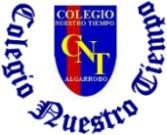 COLEGIO
NUESTRO TIEMPO
CNT
ALGARROBO
Colegio Nuestro Tiempo